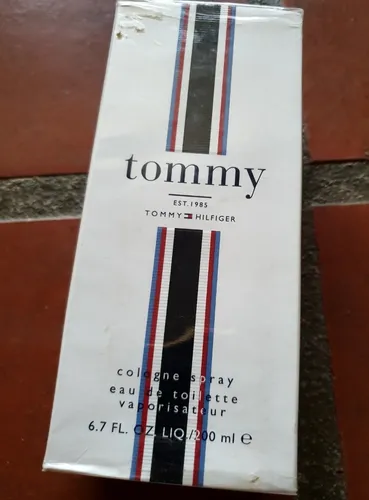 tommy
EST. 1985
TOMMY HILFIGER
cologne spray
eau de toilette
vaporisateur
6.7 FL. OZ. LIQ./200 ml ℮